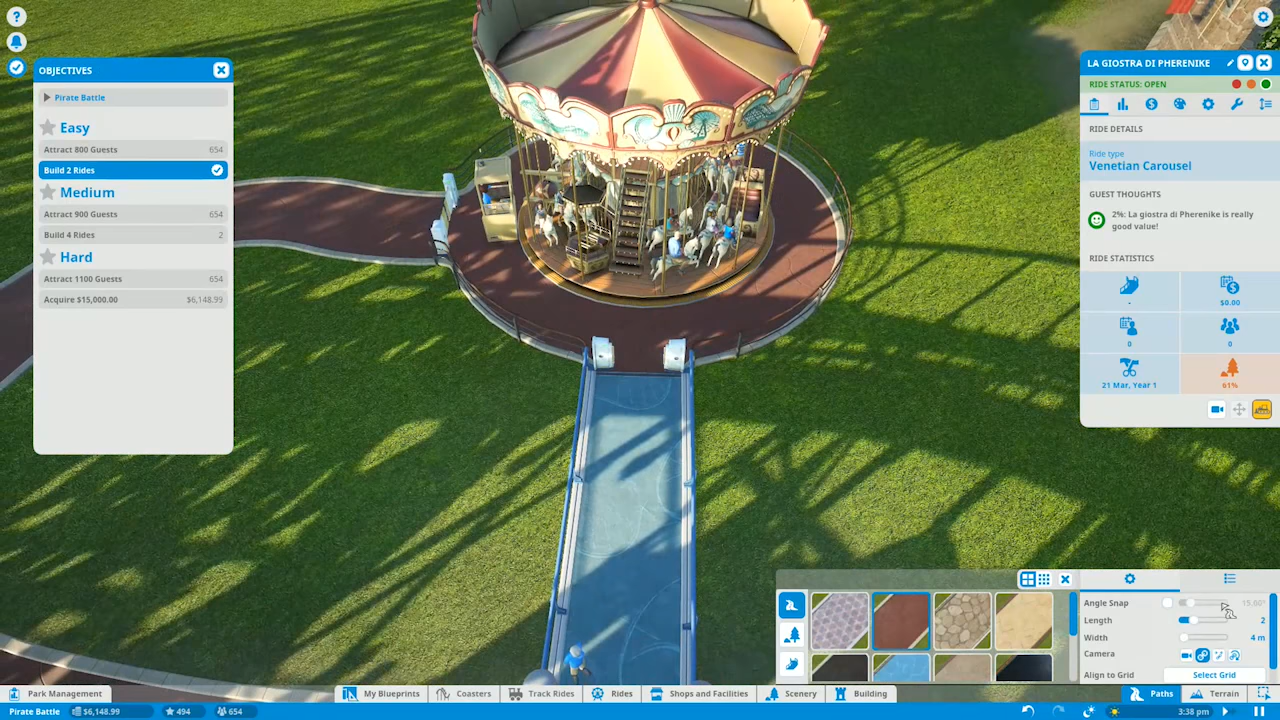 ?
OBJECTIVES
Pirate Battle
Easy
Attract 800 Guests 654
Build 2 Rides
Medium
Attract 900 Guests 654
Build 4 Rides 2
Hard
Attract 1100 Guests 654
Acquire $15,000.00 $6,148.99
LA GIOSTRA DI PHERENIKE
RIDE STATUS: OPEN
RIDE DETAILS
Ride type
Venetian Carousel
GUEST THOUGHTS
2%: La giostra di Pherenike is really
good value!
RIDE STATISTICS
- $0.00
0 0
21 Mar, Year 1 61%
Angle Snap 15.60°
Length 2
Width 4 m
Camera
Align to Grid Select Grid
Park Management My Blueprints Coasters Track Rides Rides Shops and Facilities Scenery Building Paths Terrain
Pirate Battle $6,148.99 494 654 3:38 pm